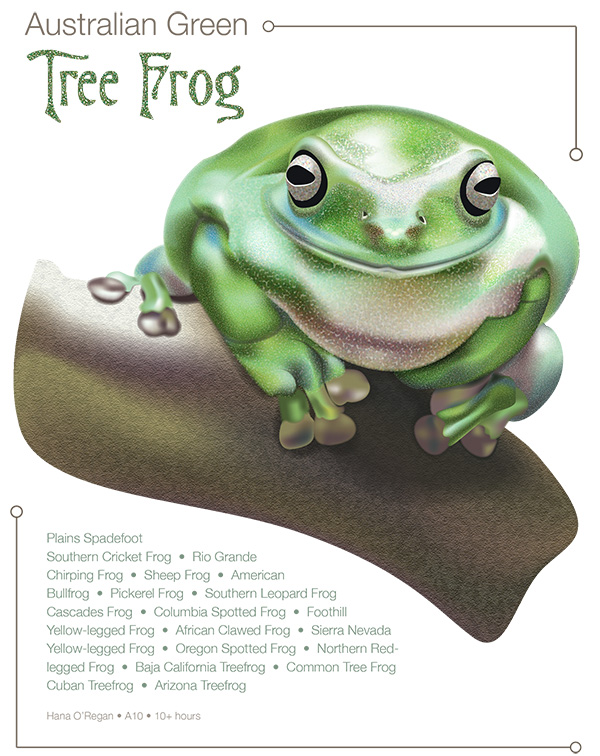 Australian Green
Tree Frog
Plains Spadefoot
Southern Cricket Frog • Rio Grande
Chirping Frog • Sheep Frog • American
Bullfrog • Pickerel Frog • Southern Leopard Frog
Cascades Frog • Columbia Spotted Frog • Foothill
Yellow-legged Frog • African Clawed Frog • Sierra Nevada
Yellow-legged Frog • Oregon Spotted Frog • Northern Red-
legged Frog • Baja California Treefrog • Common Tree Frog
Cuban Treefrog • Arizona Treefrog
Hana O'Regan • A10 • 10+ hours